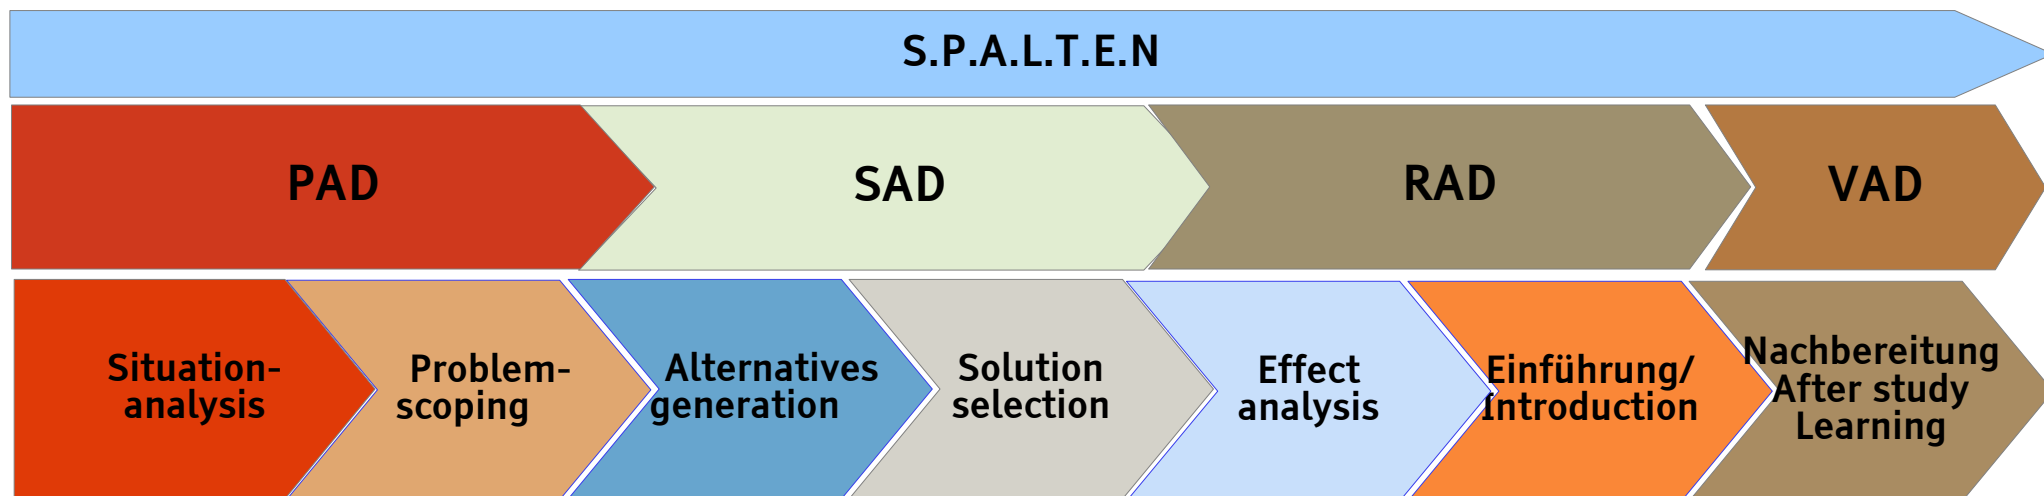 S.P.A.L.T.E.N
PAD
SAD
RAD
VAD
Situation-
analysis
Problem-
scoping
Alternatives
generation
Solution
selection
Effect
analysis
Einführung/
Introduction
Nachbereitung
After study
Learning